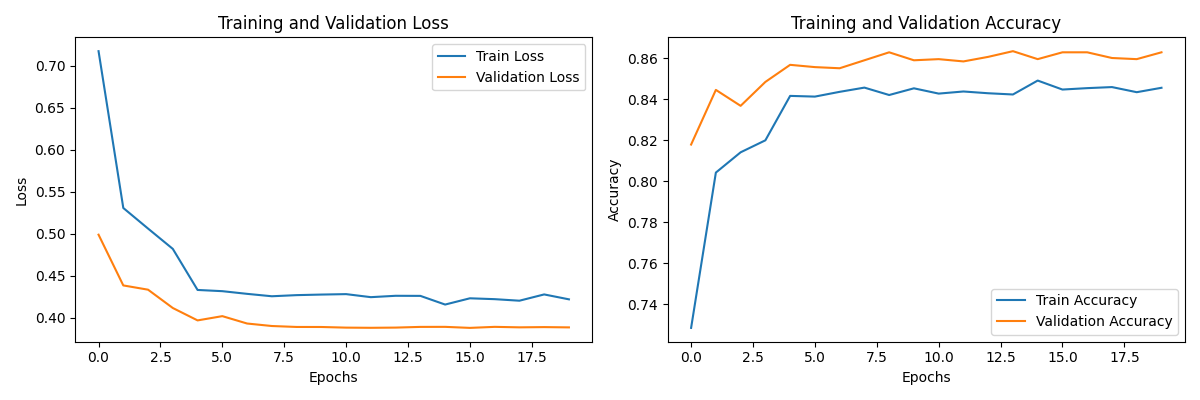 Training and Validation Loss
Train Loss
Validation Loss
0.70
0.65
0.60
0.55
0.50
0.45
0.40
Loss
0.0 2.5 5.0 7.5 10.0 12.5 15.0 17.5
Epochs
Training and Validation Accuracy
0.86
0.84
0.82
0.80
0.78
0.76
0.74
Accuracy
Train Accuracy
Validation Accuracy
0.0 2.5 5.0 7.5 10.0 12.5 15.0 17.5
Epochs